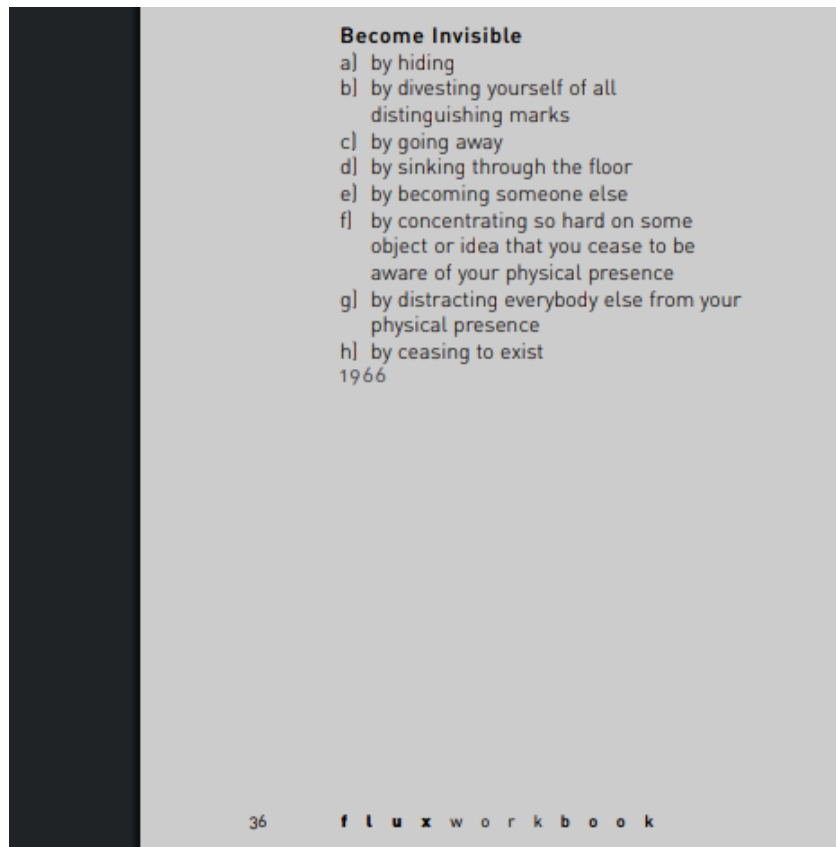 Become Invisible
a) by hiding
b) by divesting yourself of all
distinguishing marks
c) by going away
d) by sinking through the floor
e) by becoming someone else
f) by concentrating so hard on some
object or idea that you cease to be
aware of your physical presence
g) by distracting everybody else from your
physical presence
h) by ceasing to exist
1966
36 fluxworkbook